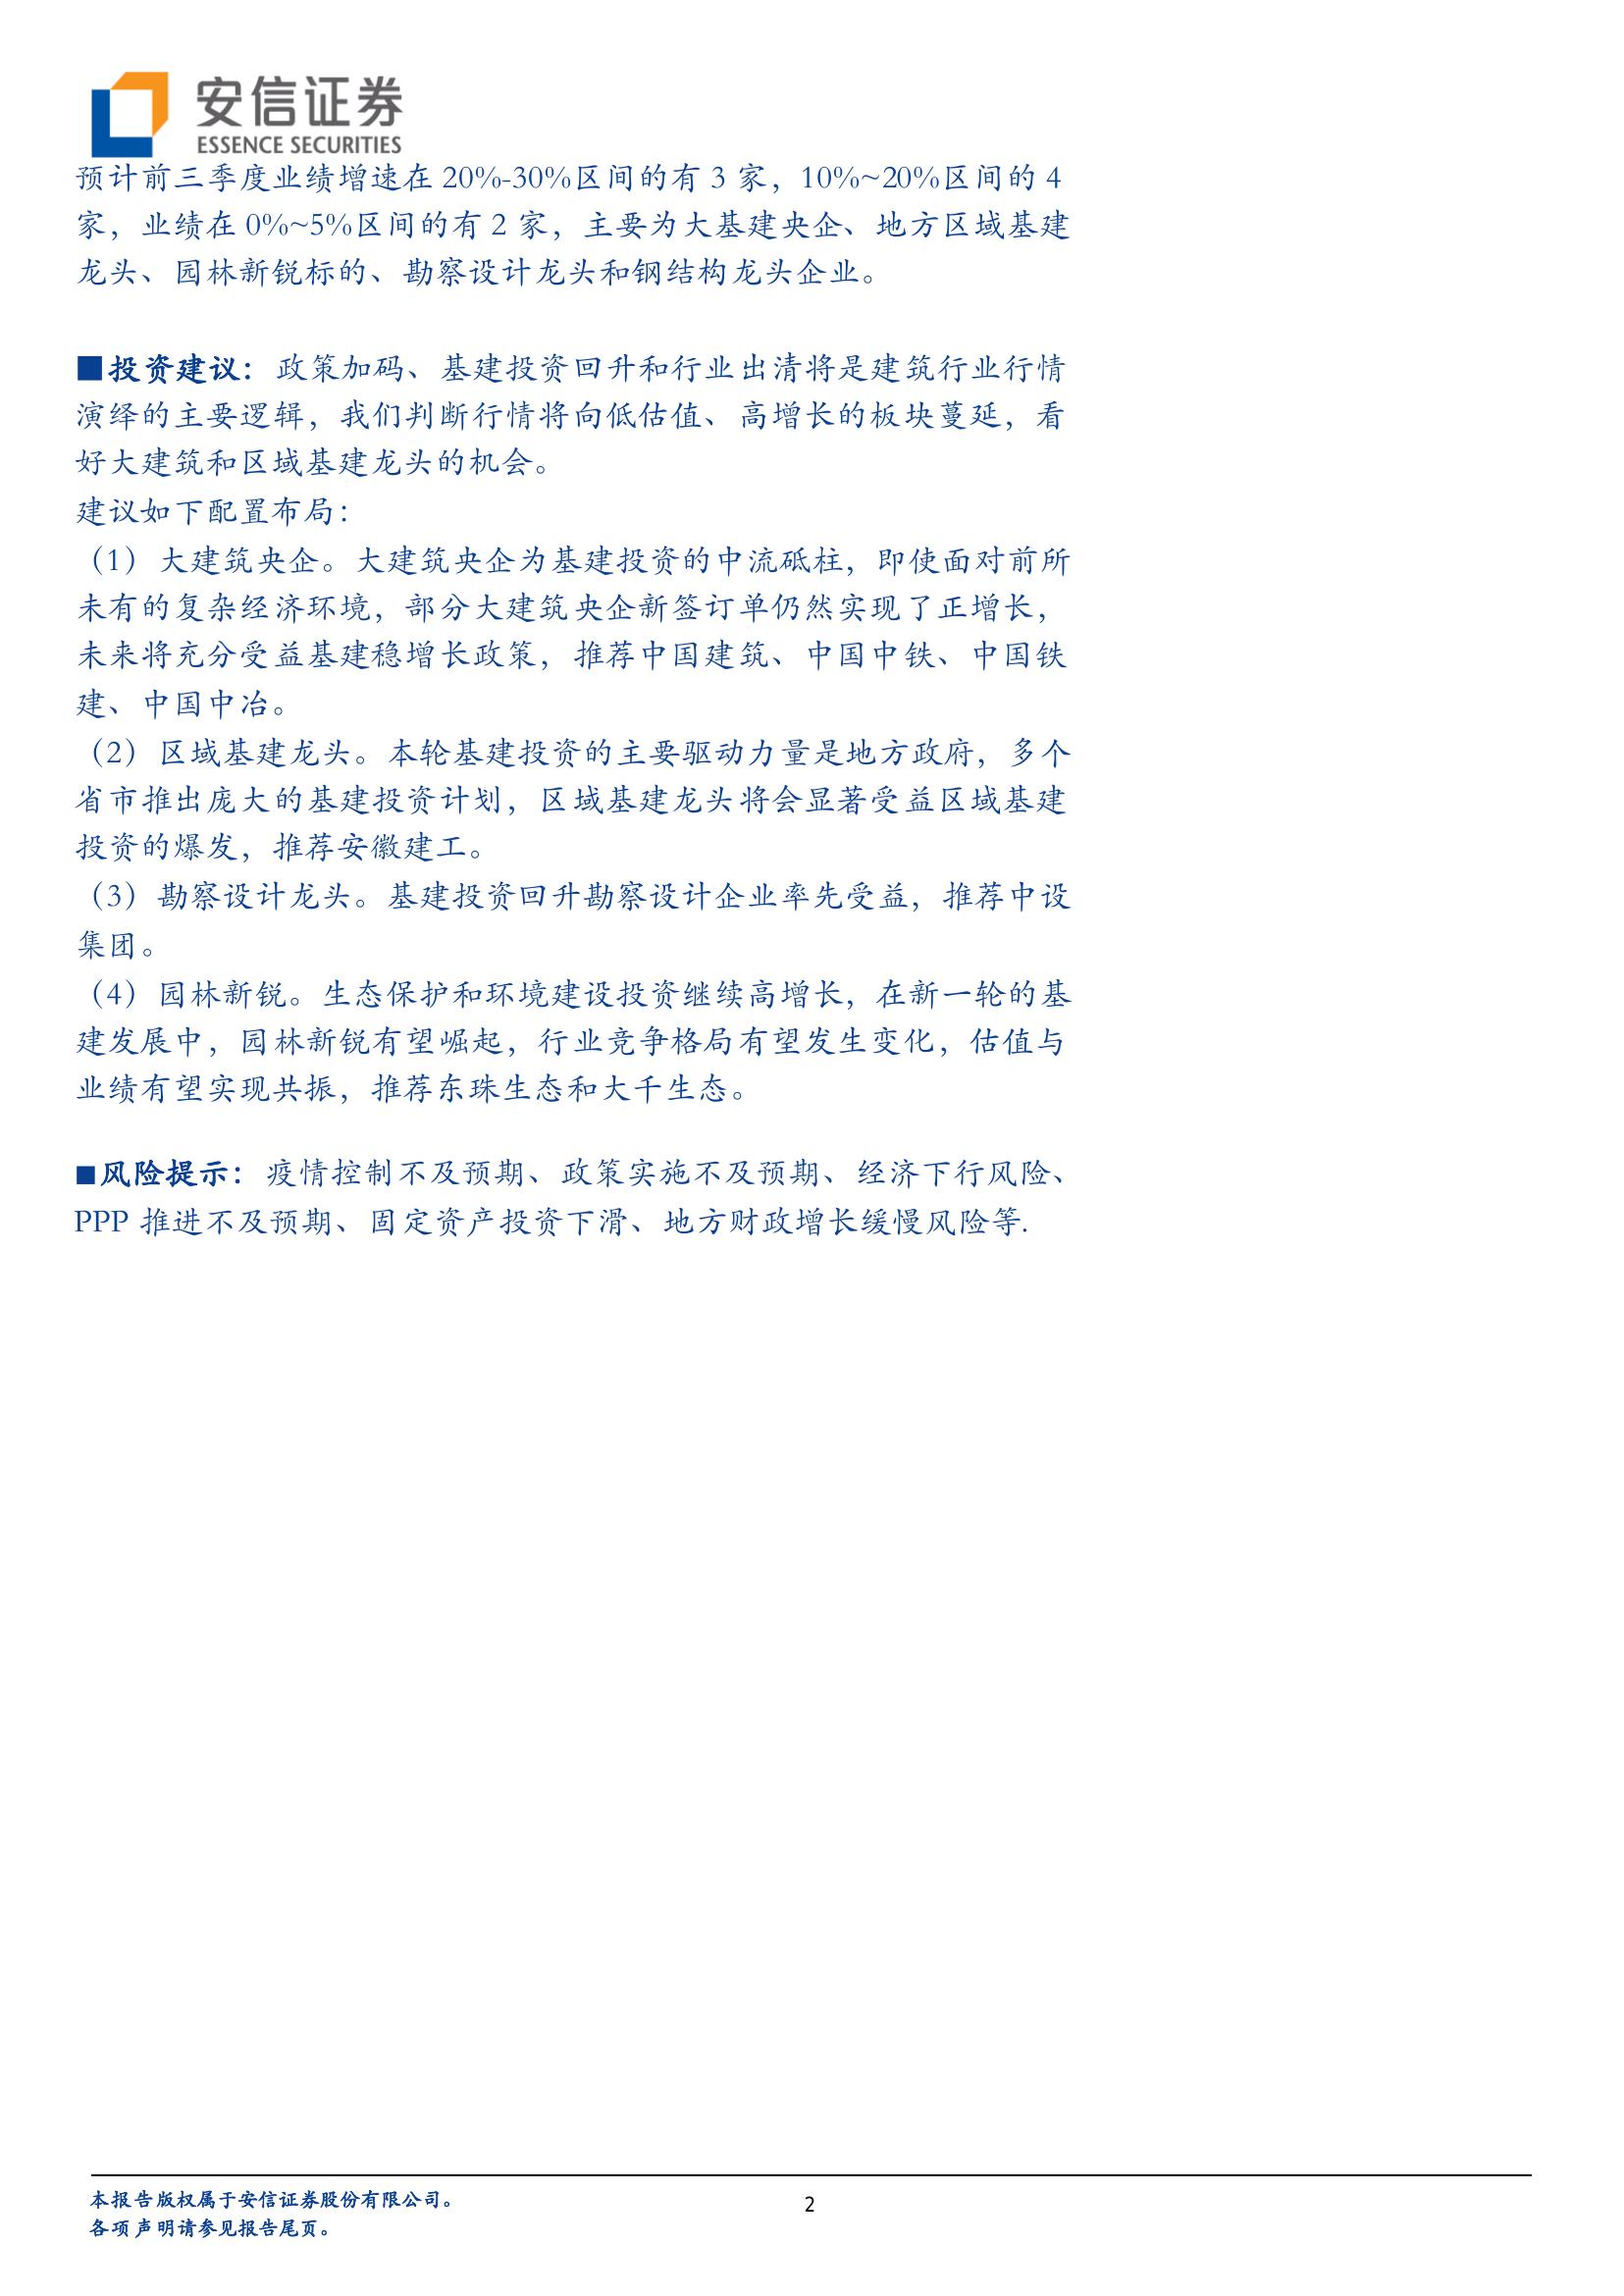 安信证券
ESSENCE SECURITIES
预计前三季度业绩增速在 20%-30%区间的有 3 家，10%~20%区间的 4
家，业绩在 0%~5%区间的有 2 家，主要为大基建央企、地方区域基建
龙头、园林新锐标的、勘察设计龙头和钢结构龙头企业。
■投资建议：政策加码、基建投资回升和行业出清将是建筑行业行情
演绎的主要逻辑，我们判断行情将向低估值、高增长的板块蔓延，看
好大建筑和区域基建龙头的机会。
建议如下配置布局：
（1）大建筑央企。大建筑央企为基建投资的中流砥柱，即使面对前所
未有的复杂经济环境，部分大建筑央企新签订单仍然实现了正增长，
未来将充分受益基建稳增长政策，推荐中国建筑、中国中铁、中国铁
建、中国中冶。
（2）区域基建龙头。本轮基建投资的主要驱动力量是地方政府，多个
省市推出庞大的基建投资计划，区域基建龙头将会显著受益区域基建
投资的爆发，推荐安徽建工。
（3）勘察设计龙头。基建投资回升勘察设计企业率先受益，推荐中设
集团。
（4）园林新锐。生态保护和环境建设投资继续高增长，在新一轮的基
建发展中，园林新锐有望崛起，行业竞争格局有望发生变化，估值与
业绩有望实现共振，推荐东珠生态和大千生态。
■风险提示：疫情控制不及预期、政策实施不及预期、经济下行风险、
PPP 推进不及预期、固定资产投资下滑、地方财政增长缓慢风险等.
本报告版权属于安信证券股份有限公司。
各项声明请参见报告尾页。
2